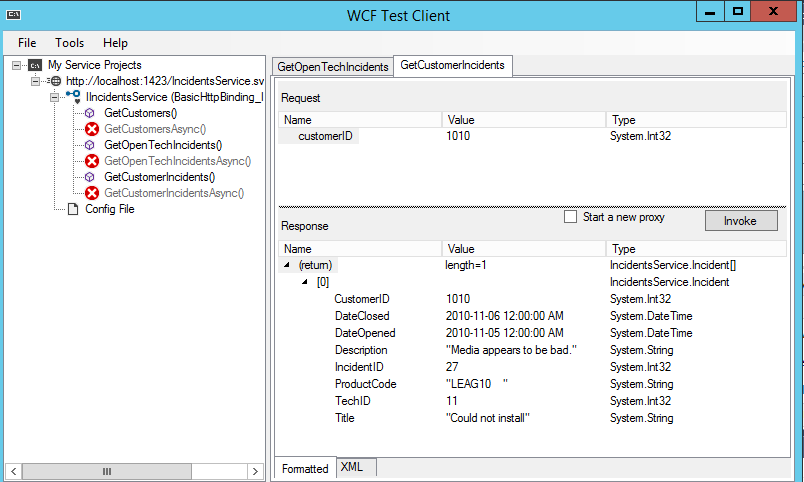 WCF Test Client
File Tools Help
My Service Projects
http://localhost:1423/IncidentsService.sv
IIncidentsService (BasicHttpBinding_I
GetCustomers()
GetCustomersAsync()
GetOpenTechIncidents()
GetOpenTechIncidentsAsync()
GetCustomerIncidents()
GetCustomerIncidentsAsync()
Config File
GetOpenTechIncidents GetCustomerIncidents
Request
Name Value Type
customerID 1010 System.Int32
Response Start a new proxy Invoke
Name Value Type
(return) length=1 IncidentsService.Incident[]
[0] IncidentsService.Incident
CustomerID 1010 System.Int32
DateClosed 2010-11-06 12:00:00 AM System.DateTime
DateOpened 2010-11-05 12:00:00 AM System.DateTime
Description "Media appears to be bad." System.String
IncidentID 27 System.Int32
ProductCode "LEAG10    " System.String
TechID 11 System.Int32
Title "Could not install" System.String
Formatted XML